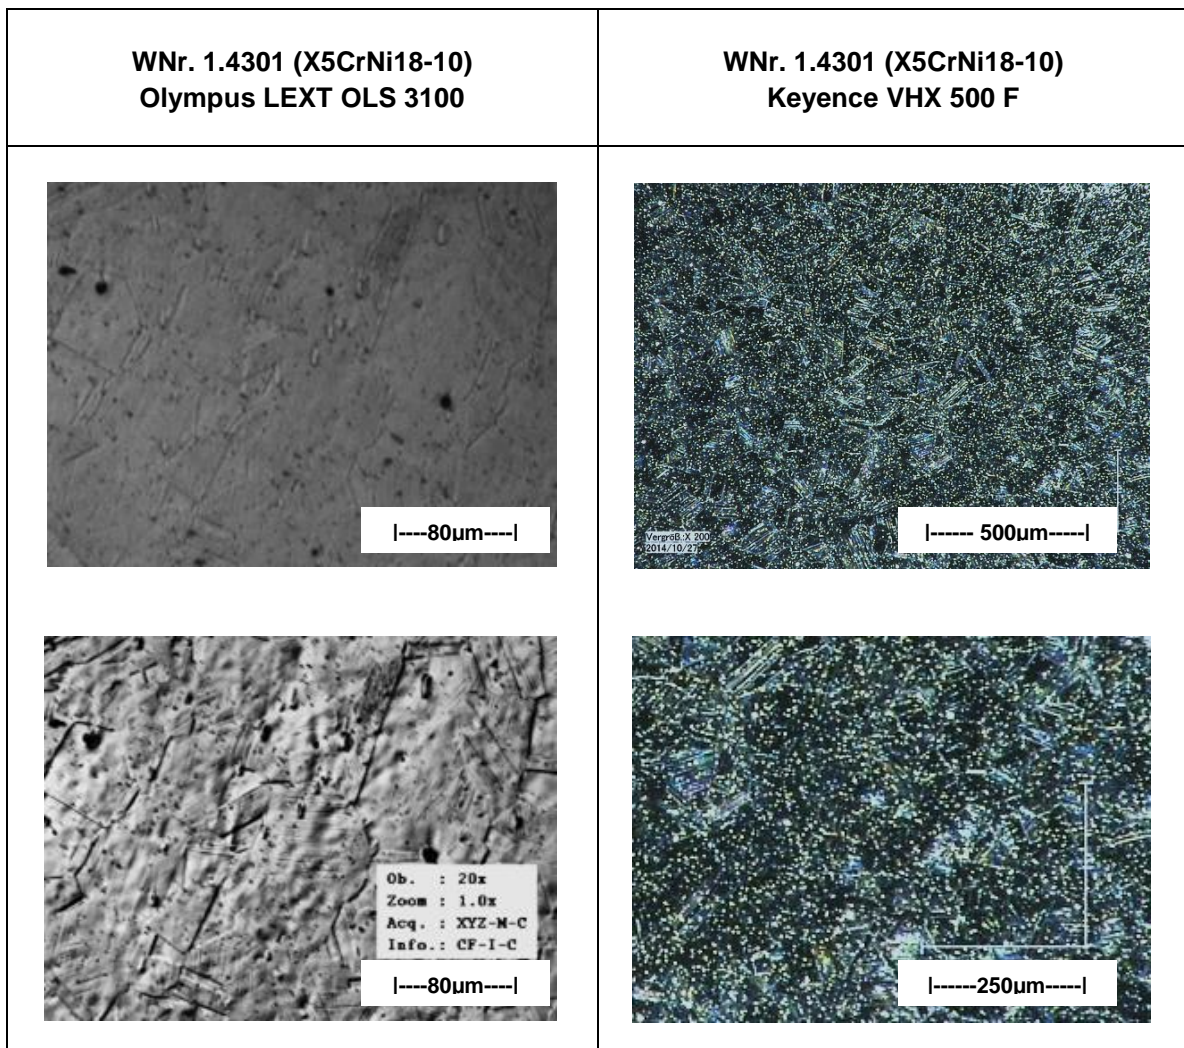 WNr. 1.4301 (X5CrNi18-10)
Olympus LEXT OLS 3100
WNr. 1.4301 (X5CrNi18-10)
Keyence VHX 500 F
|----80µm----|
Vergröß.:X 200
2014/10/27
|------ 500µm-----|
Ob. : 20x
Zoom : 1.0x
Acq. : XYZ-M-C
Info.: CF-I-C
|----80µm----|
|------250µm-----|